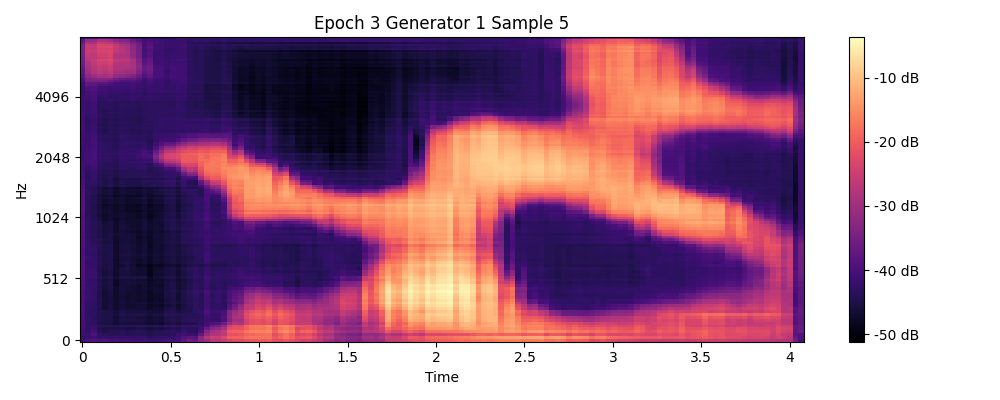 Epoch 3 Generator 1 Sample 5
Hz
4096
2048
1024
512
0
0 0.5 1 1.5 2 2.5 3 3.5 4
Time
-10 dB
-20 dB
-30 dB
-40 dB
-50 dB